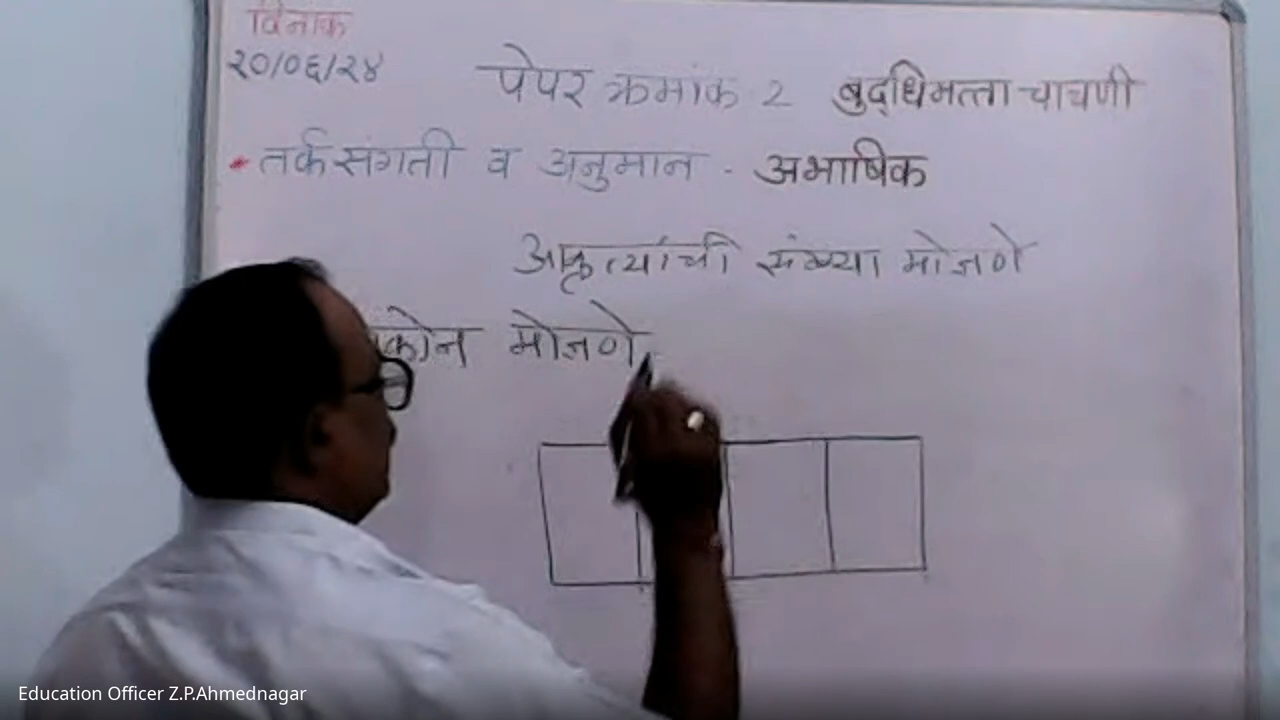 दिनांक
२०/०६/२४
पेपर क्रमांक 2 बुद्धिमत्ता चाचणी
तर्कसंगती व अनुमान - अभाषिक
आकृत्यांची संख्या मोजणे
मोजणे
Education Officer Z.P.Ahmednagar